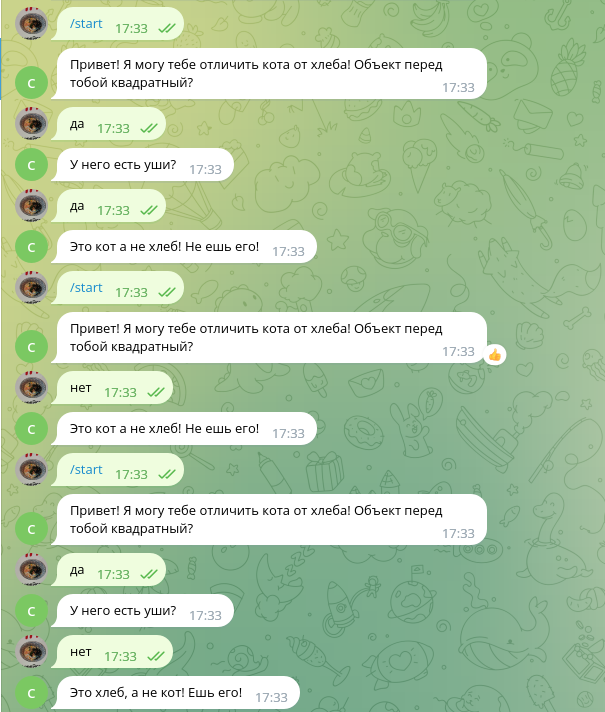 /start 17:33
С
Привет! Я могу тебе отличить кота от хлеба! Объект перед
тобой квадратный? 17:33
да 17:33
С
У него есть уши? 17:33
да 17:33
С
Это кот а не хлеб! Не ешь его! 17:33
/start 17:33
С
Привет! Я могу тебе отличить кота от хлеба! Объект перед
тобой квадратный? 17:33
нет 17:33
С
Это кот а не хлеб! Не ешь его! 17:33
/start 17:33
С
Привет! Я могу тебе отличить кота от хлеба! Объект перед
тобой квадратный? 17:33
да 17:33
С
У него есть уши? 17:33
нет 17:33
С
Это хлеб, а не кот! Ешь его! 17:33